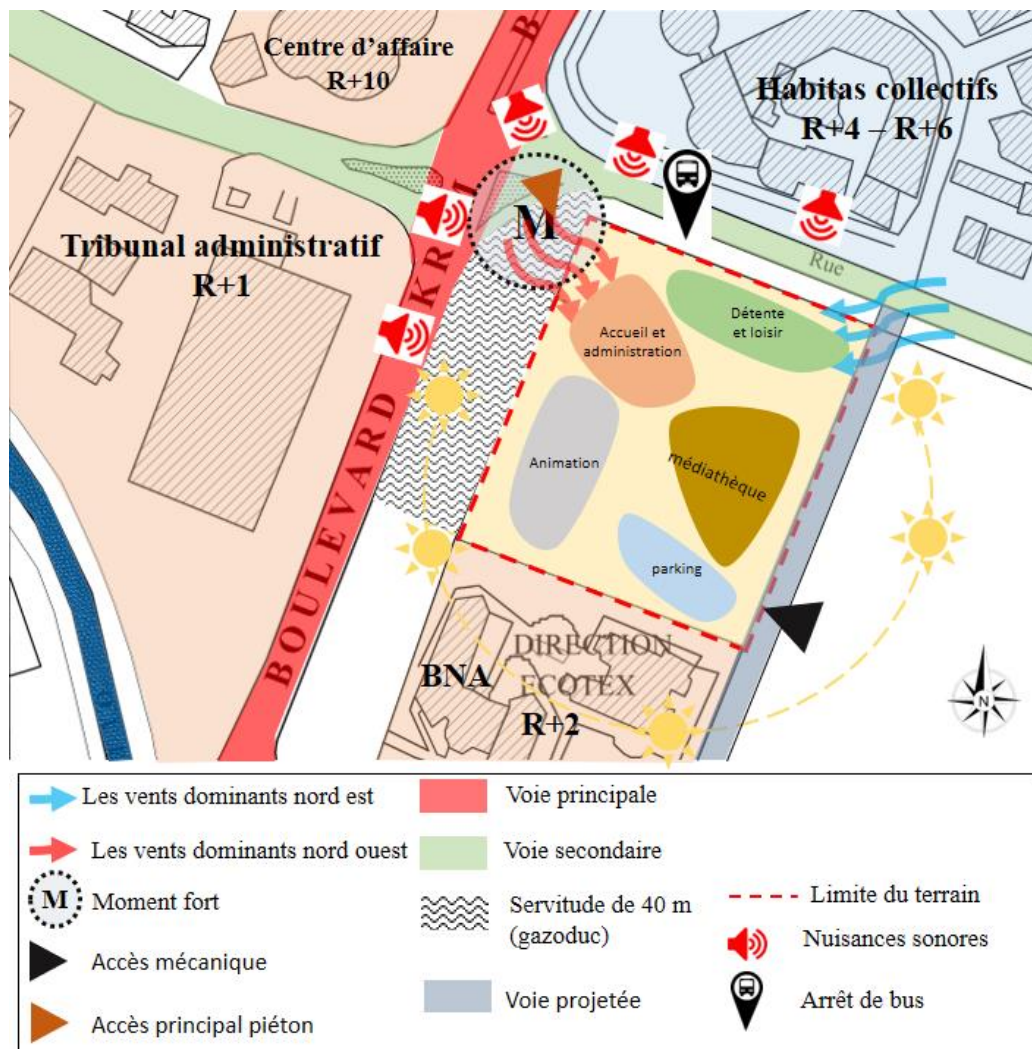 Centre d'affaire
R+10
B
Habitas collectifs
R+4 – R+6
Tribunal administratif
R+1
M
Rue
BOULEVARD KRI
Détente
et loisir
Accueil et
administration
Animation
médiathèque
parking
DIRECTION
BNA
ECOTEX
R+2
N
Les vents dominants nord est
Les vents dominants nord ouest
M Moment fort
Accès mécanique
Accès principal piéton
Voie principale
Voie secondaire
Servitude de 40 m
(gazoduc)
Voie projetée
Limite du terrain
Nuisances sonores
Arrêt de bus